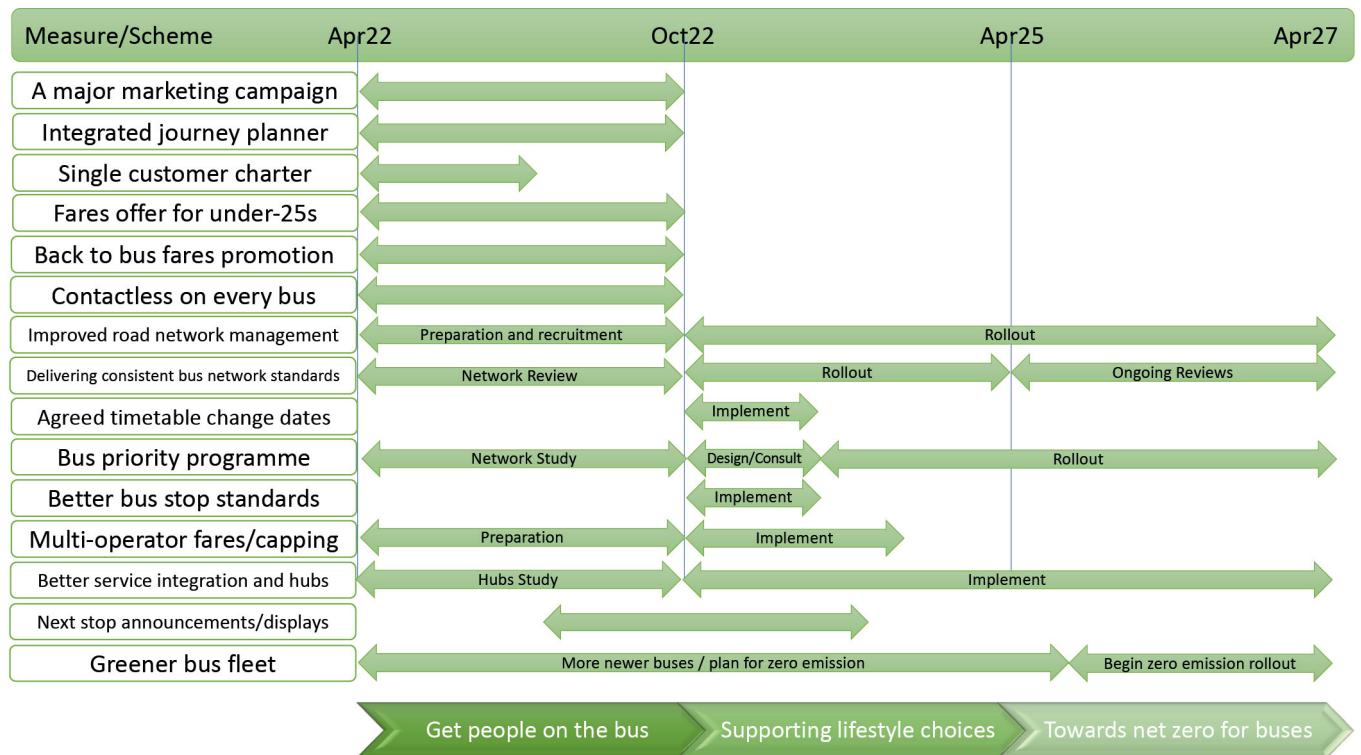 Measure/Scheme Apr22 Oct22 Apr25 Apr27
A major marketing campaign
Integrated journey planner
Single customer charter
Fares offer for under-25s
Back to bus fares promotion
Contactless on every bus
Improved road network management Preparation and recruitment Rollout
Delivering consistent bus network standards Network Review Rollout Ongoing Reviews
Agreed timetable change dates Implement
Bus priority programme Network Study Design/Consult Rollout
Better bus stop standards Implement
Multi-operator fares/capping Preparation Implement
Better service integration and hubs Hubs Study Implement
Next stop announcements/displays
Greener bus fleet More newer buses / plan for zero emission Begin zero emission rollout
Get people on the bus Supporting lifestyle choices Towards net zero for buses